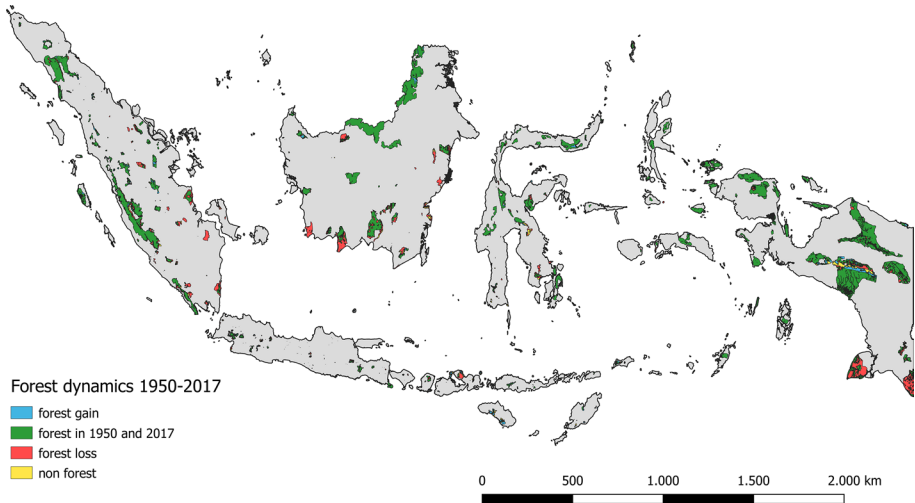 Forest dynamics 1950-2017
forest gain
forest in 1950 and 2017
forest loss
non forest
0 500 1.000 1.500 2.000 km